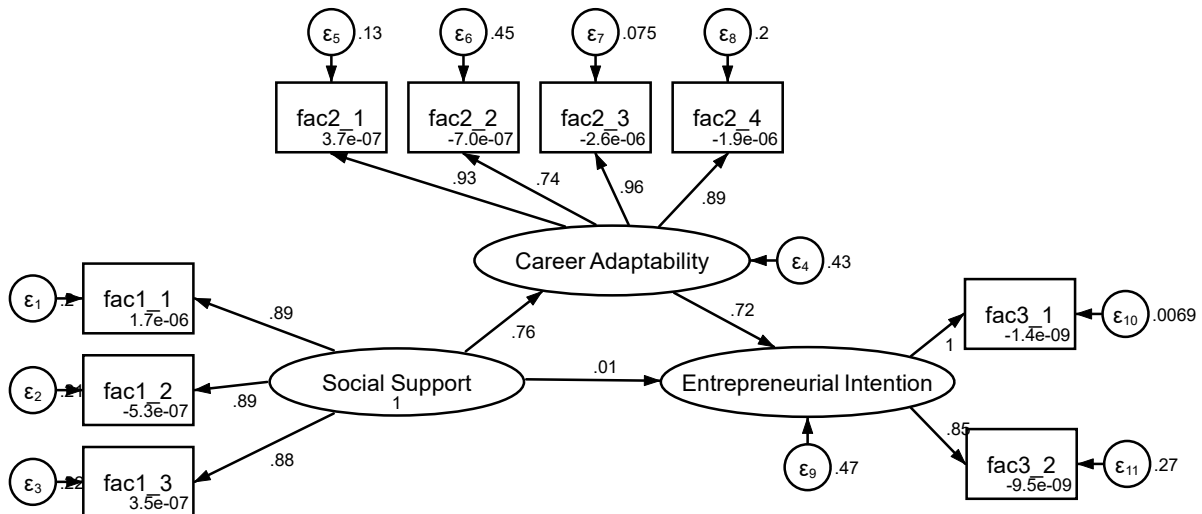 ε5 .13 ε6 .45 ε7 .075 ε8 .2
fac2_1 fac2_2 fac2_3 fac2_4
3.7e-07 -7.0e-07 -2.6e-06 -1.9e-06
.93 .74 .96 .89
Career Adaptability ε4 .43
ε1 .2 fac1_1
1.7e-06
.89 .76 .72
fac3_1 ε10 .0069
-1.4e-09
1
ε2 fac1_2
-5.3e-07
.89 Social Support .01 Entrepreneurial Intention
1
ε3 .22 fac1_3
3.5e-07
.88 ε9 .47
.85 fac3_2 ε11 .27
-9.5e-09